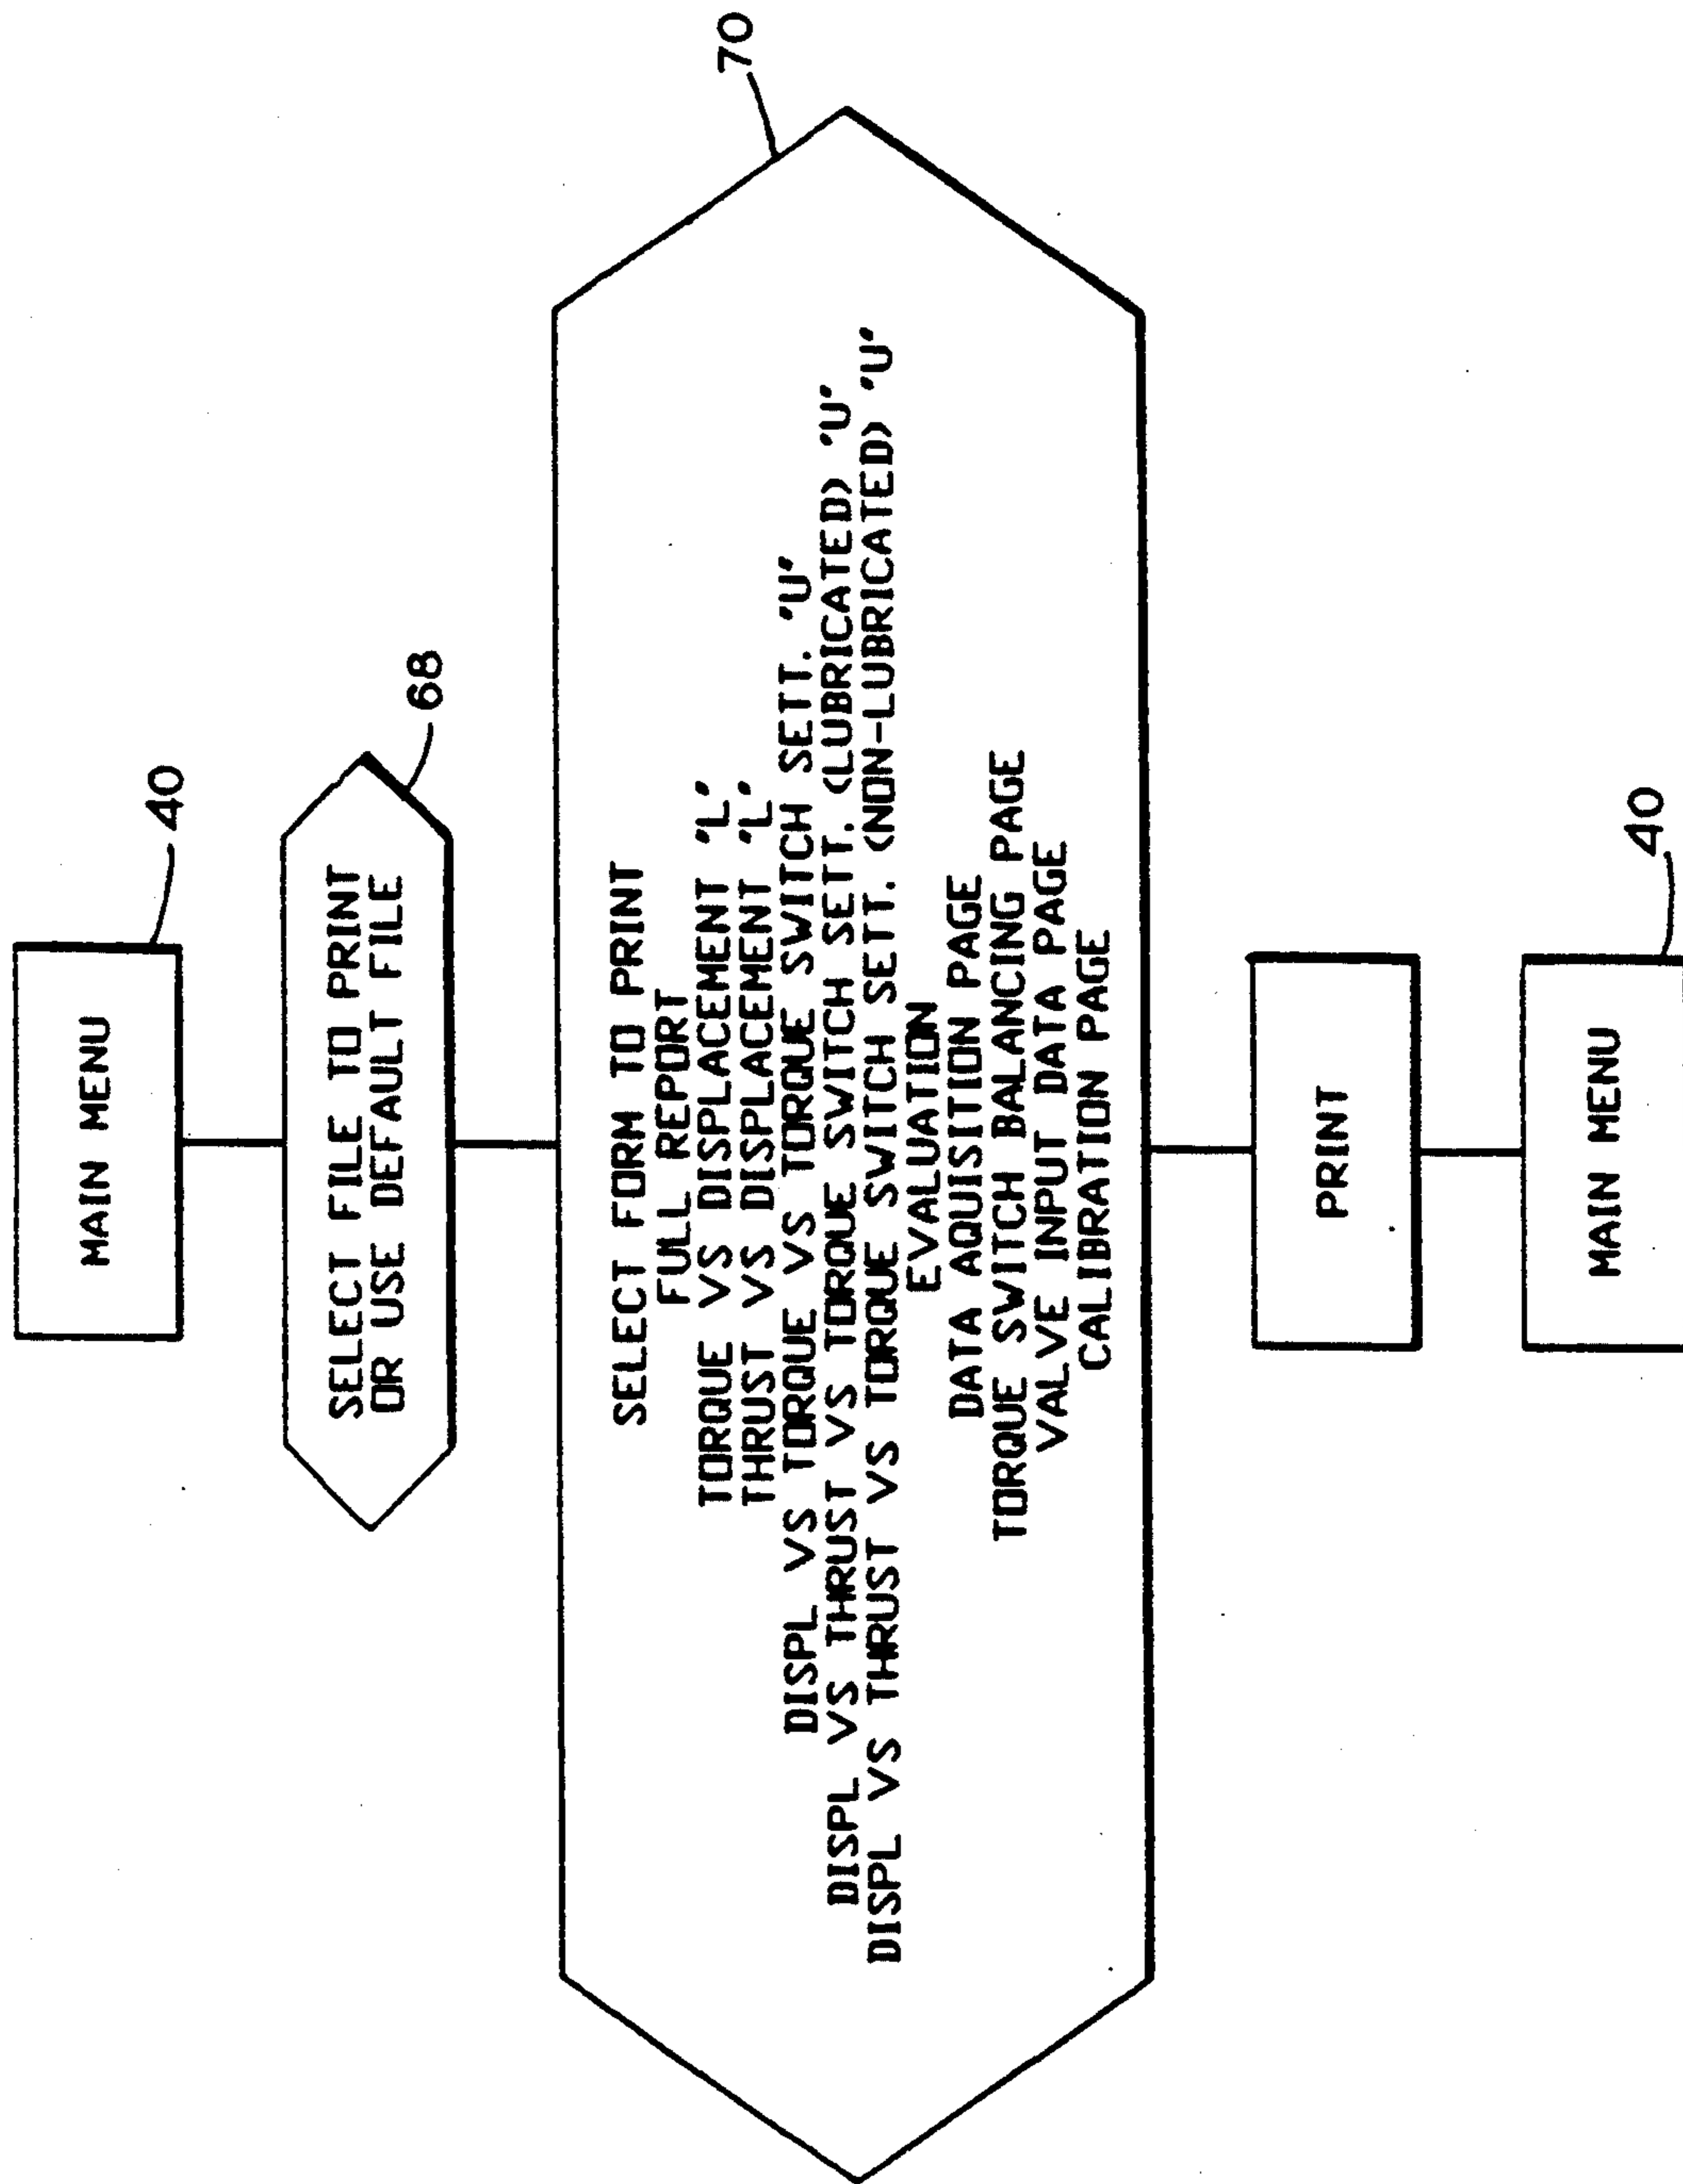 MAIN MENU
40
SELECT FILE TO PRINT
OR USE DEFAULT FILE
68
70
SELECT FORM TO PRINT
FULL REPORT
TORQUE VS DISPLACEMENT 'L'
THRUST VS DISPLACEMENT 'L'
DISPL VS TORQUE VS TORQUE SWITCH SETT. 'U'
DISPL VS THRUST VS TORQUE SWITCH SETT. (LUBRICATED) 'U'
DISPL VS THRUST VS TORQUE SWITCH SETT. (NON-LUBRICATED) 'U'
EVALUATION
DATA AQUISITION PAGE
TORQUE SWITCH BALANCING PAGE
VALVE INPUT DATA PAGE
CALIBRATION PAGE
PRINT
MAIN MENU
40